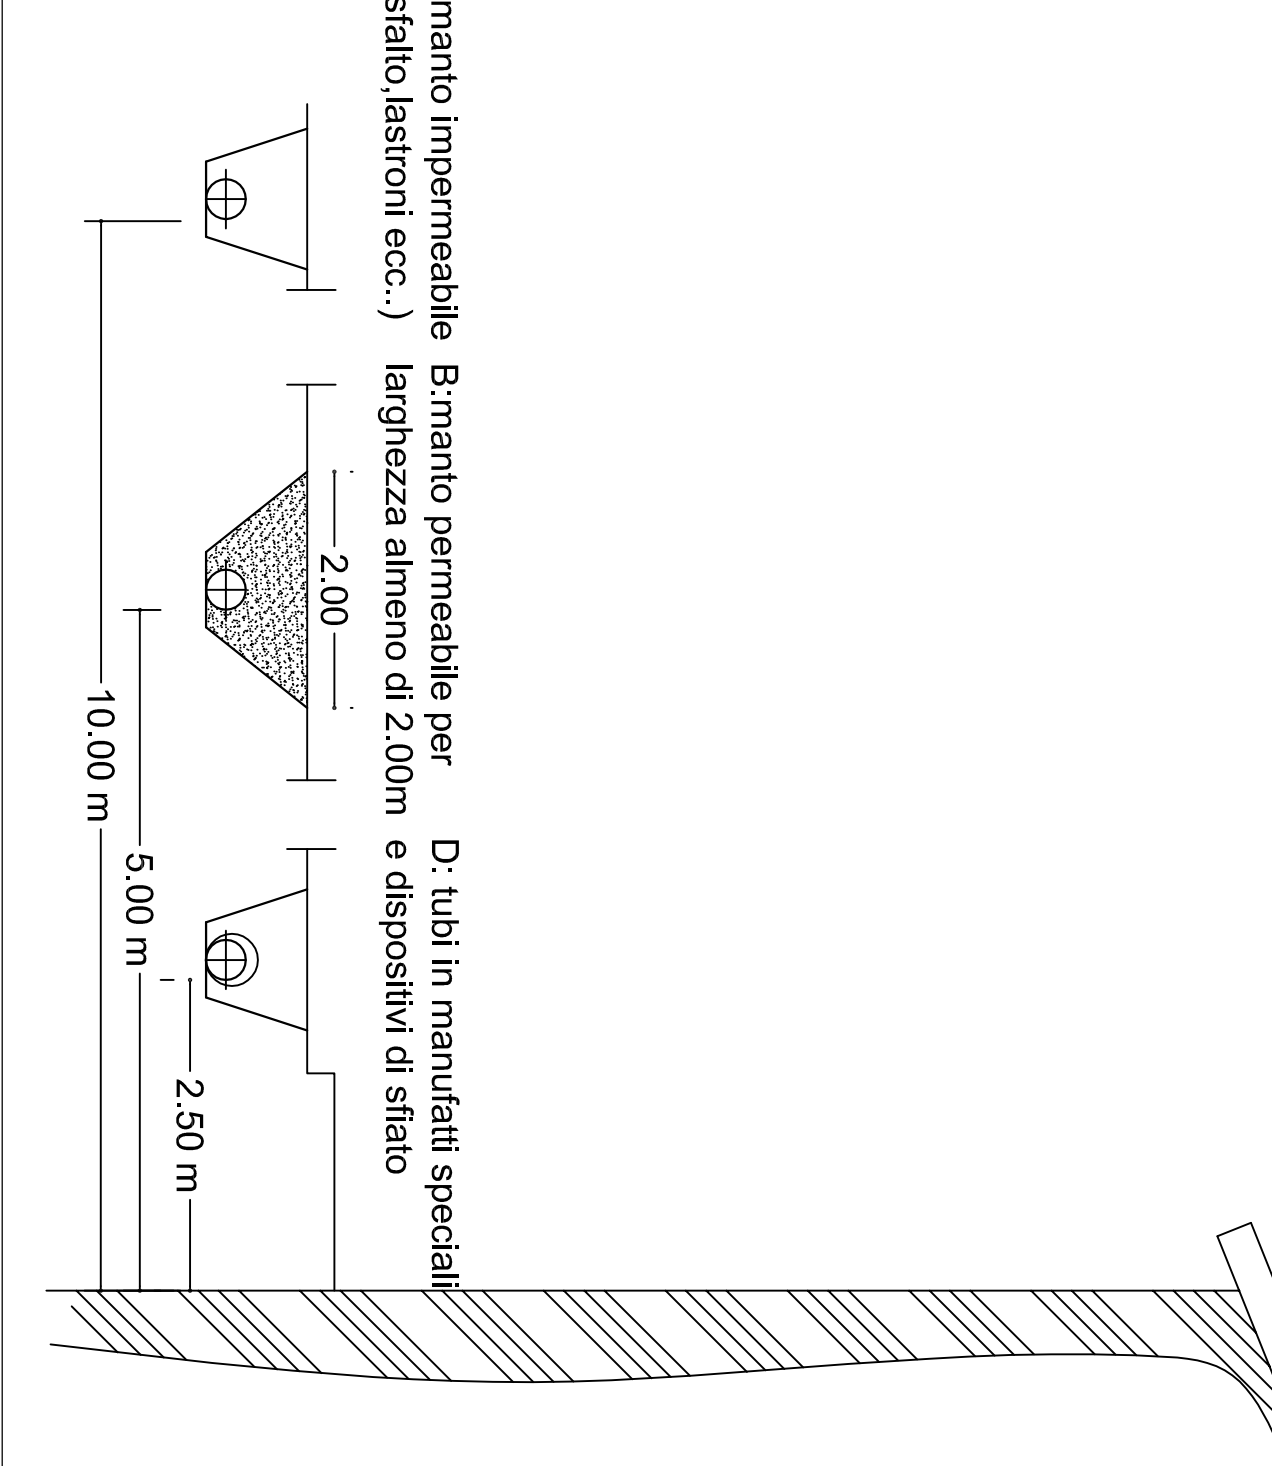 manto impermeabile
sfalto,lastroni ecc..)
B:manto permeabile per
larghezza almeno di 2.00m
D: tubi in manufatti speciali
e dispositivi di sfiato
2.00
2.50 m
5.00 m
10.00 m